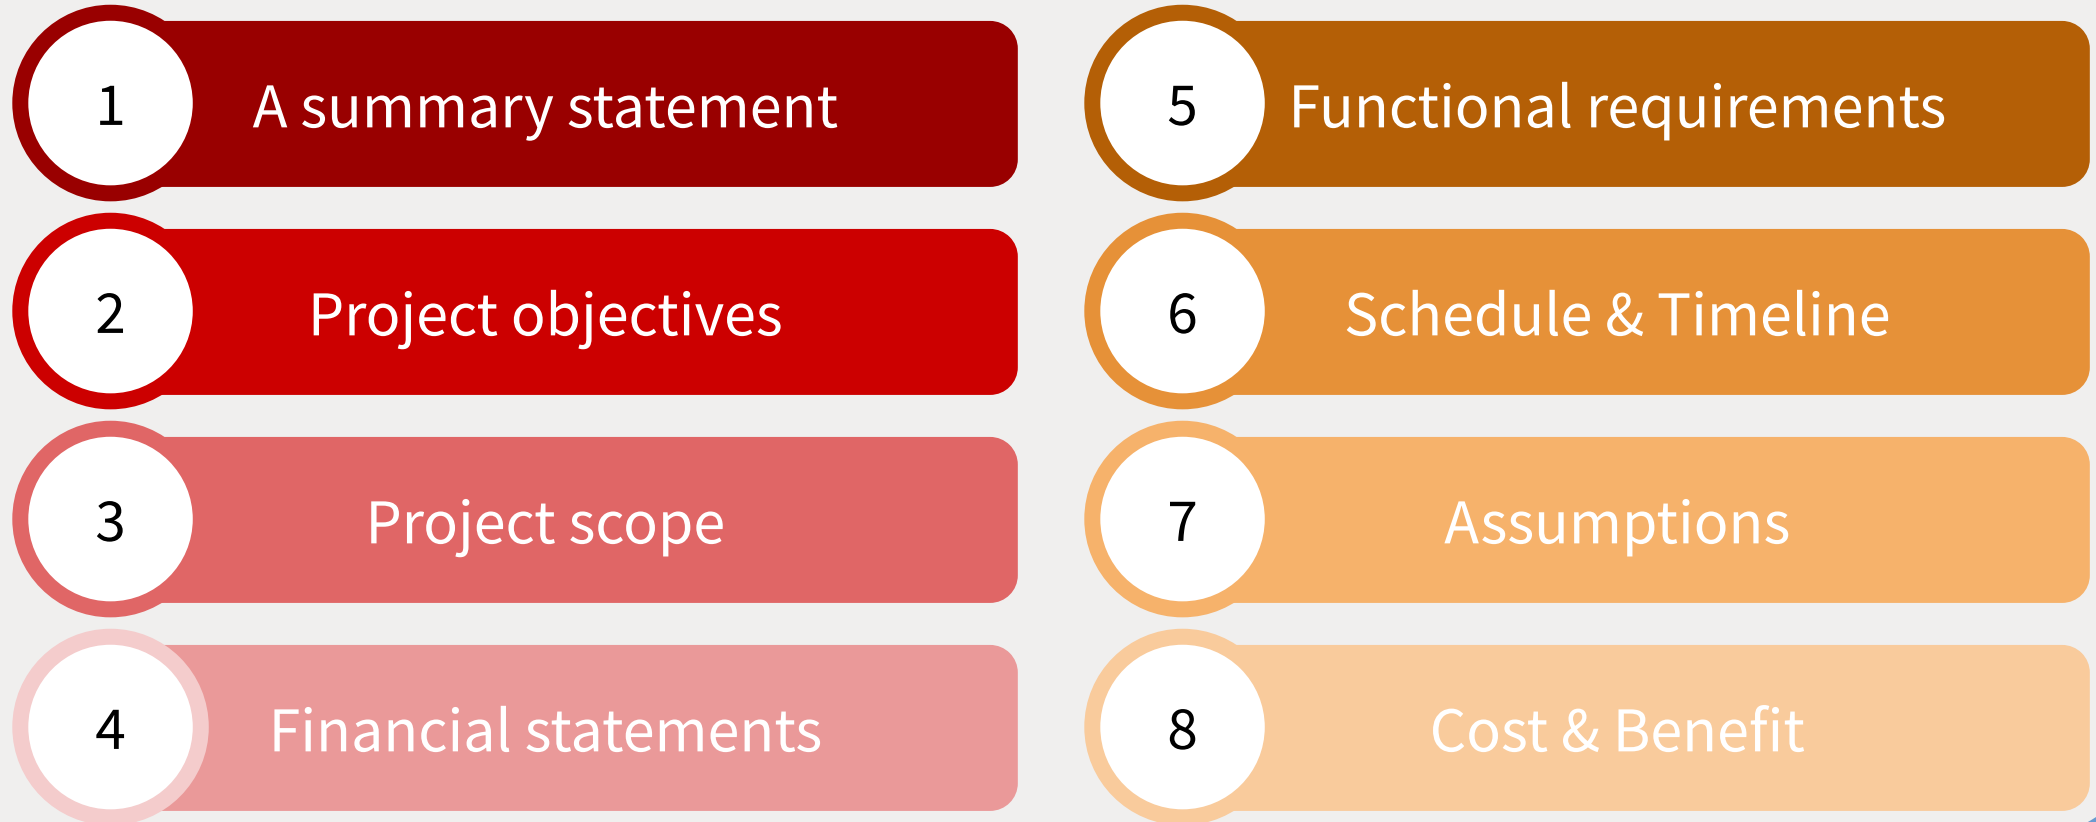 1 A summary statement
2 Project objectives
3 Project scope
4 Financial statements
5 Functional requirements
6 Schedule & Timeline
7 Assumptions
8 Cost & Benefit